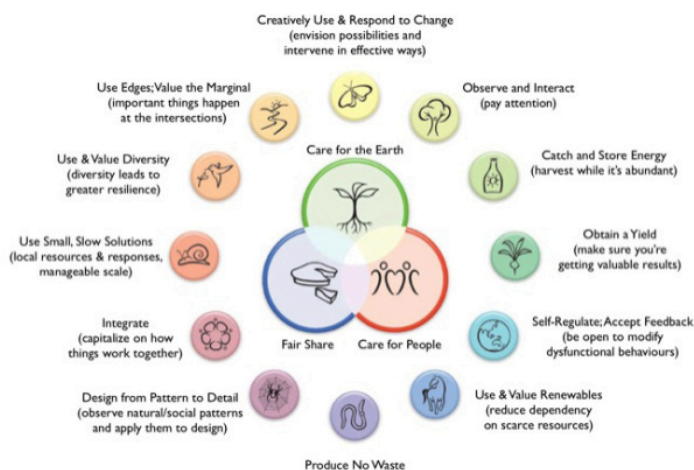 Creatively Use & Respond to Change
(envision possibilities and
intervene in effective ways)
Observe and Interact
(pay attention)
Catch and Store Energy
(harvest while it's abundant)
Obtain a Yield
(make sure you're
getting valuable results)
Self-Regulate; Accept Feedback
(be open to modify
dysfunctional behaviours)
Use & Value Renewables
(reduce dependency
on scarce resources)
Produce No Waste
Design from Pattern to Detail
(observe natural/social patterns
and apply them to design)
Integrate
(capitalize on how
things work together)
Use Small, Slow Solutions
(local resources & responses,
manageable scale)
Use & Value Diversity
(diversity leads to
greater resilience)
Use Edges; Value the Marginal
(important things happen
at the intersections)
Care for the Earth
Fair Share
Care for People